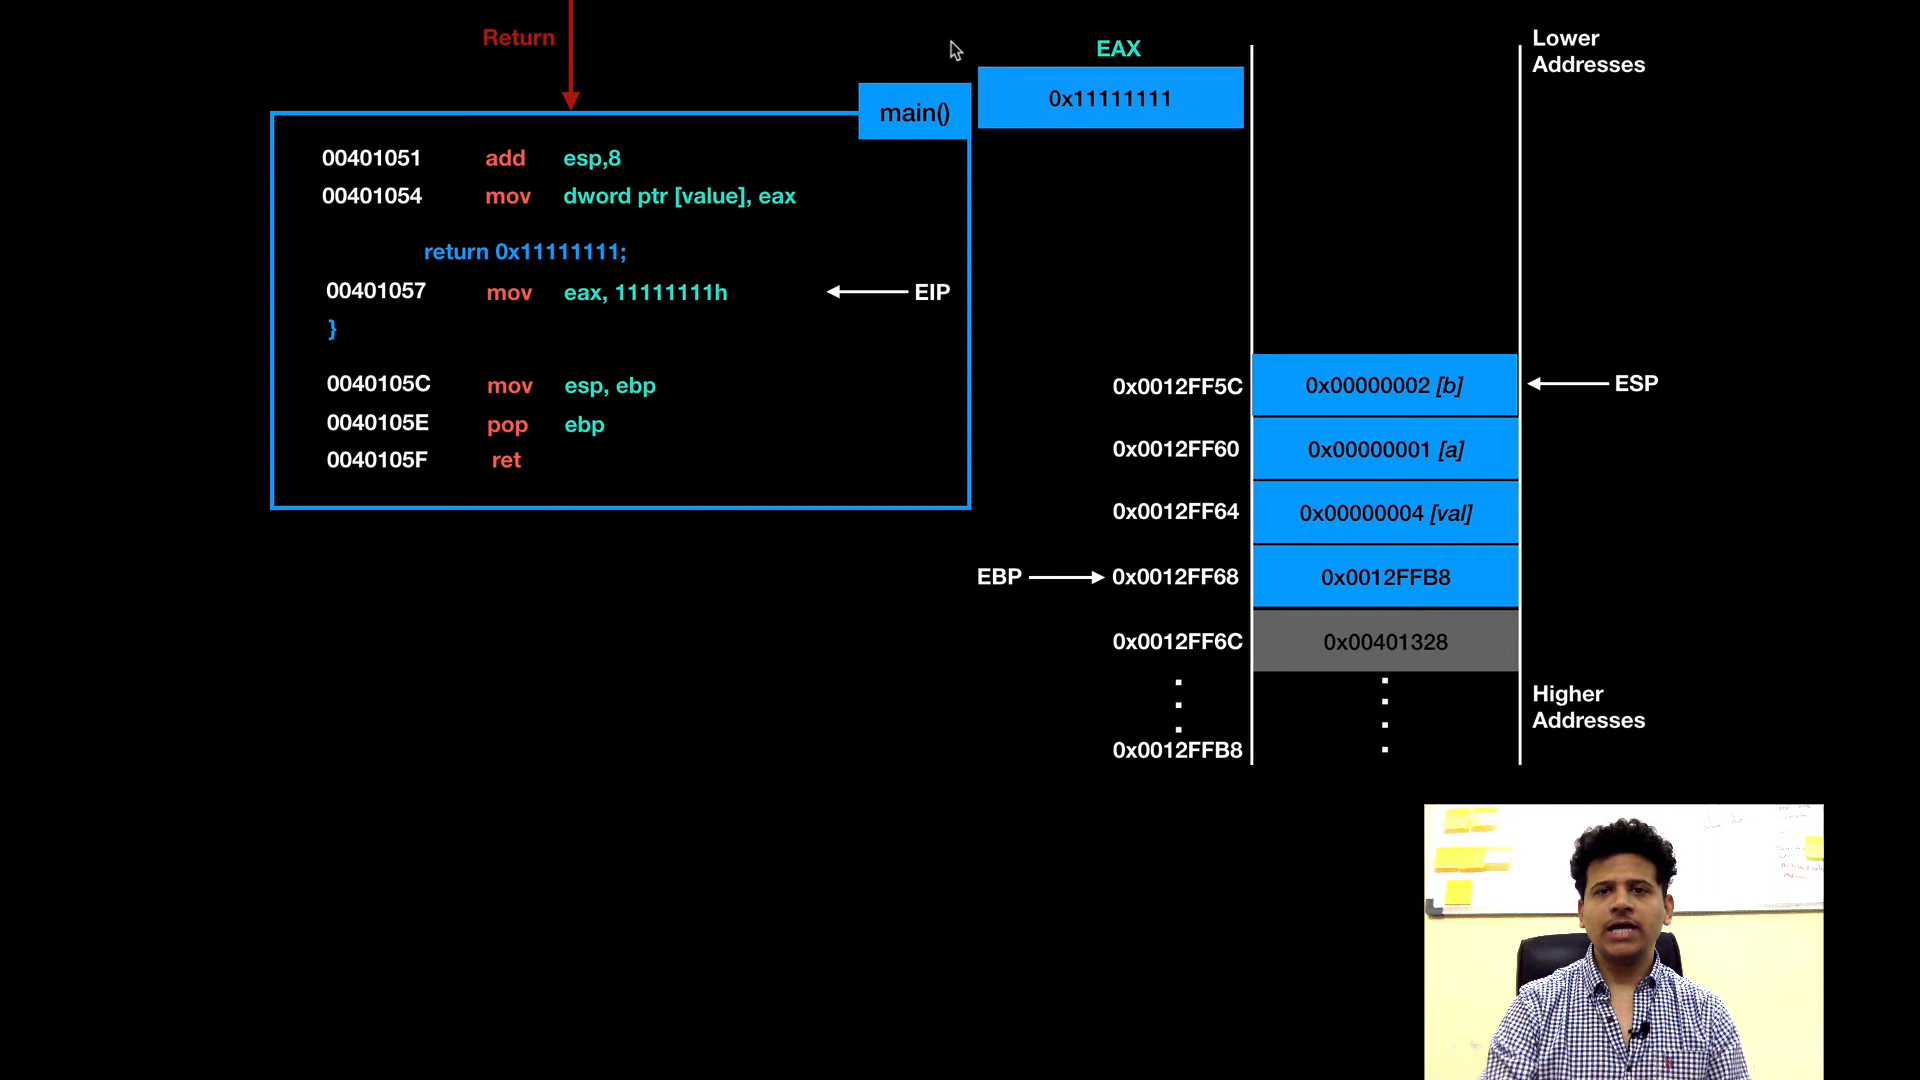 Return
main()
00401051 add esp,8
00401054 mov dword ptr [value], eax
return 0x11111111;
00401057 mov eax, 11111111h
EIP
}
0040105C mov esp, ebp
0040105E pop ebp
0040105F ret
EAX
0x11111111
Lower
Addresses
0x0012FF5C 0x00000002 [b] ESP
0x0012FF60 0x00000001 [a]
0x0012FF64 0x00000004 [val]
EBP 0x0012FF68 0x0012FFB8
0x0012FF6C 0x00401328
Higher
Addresses
0x0012FFB8